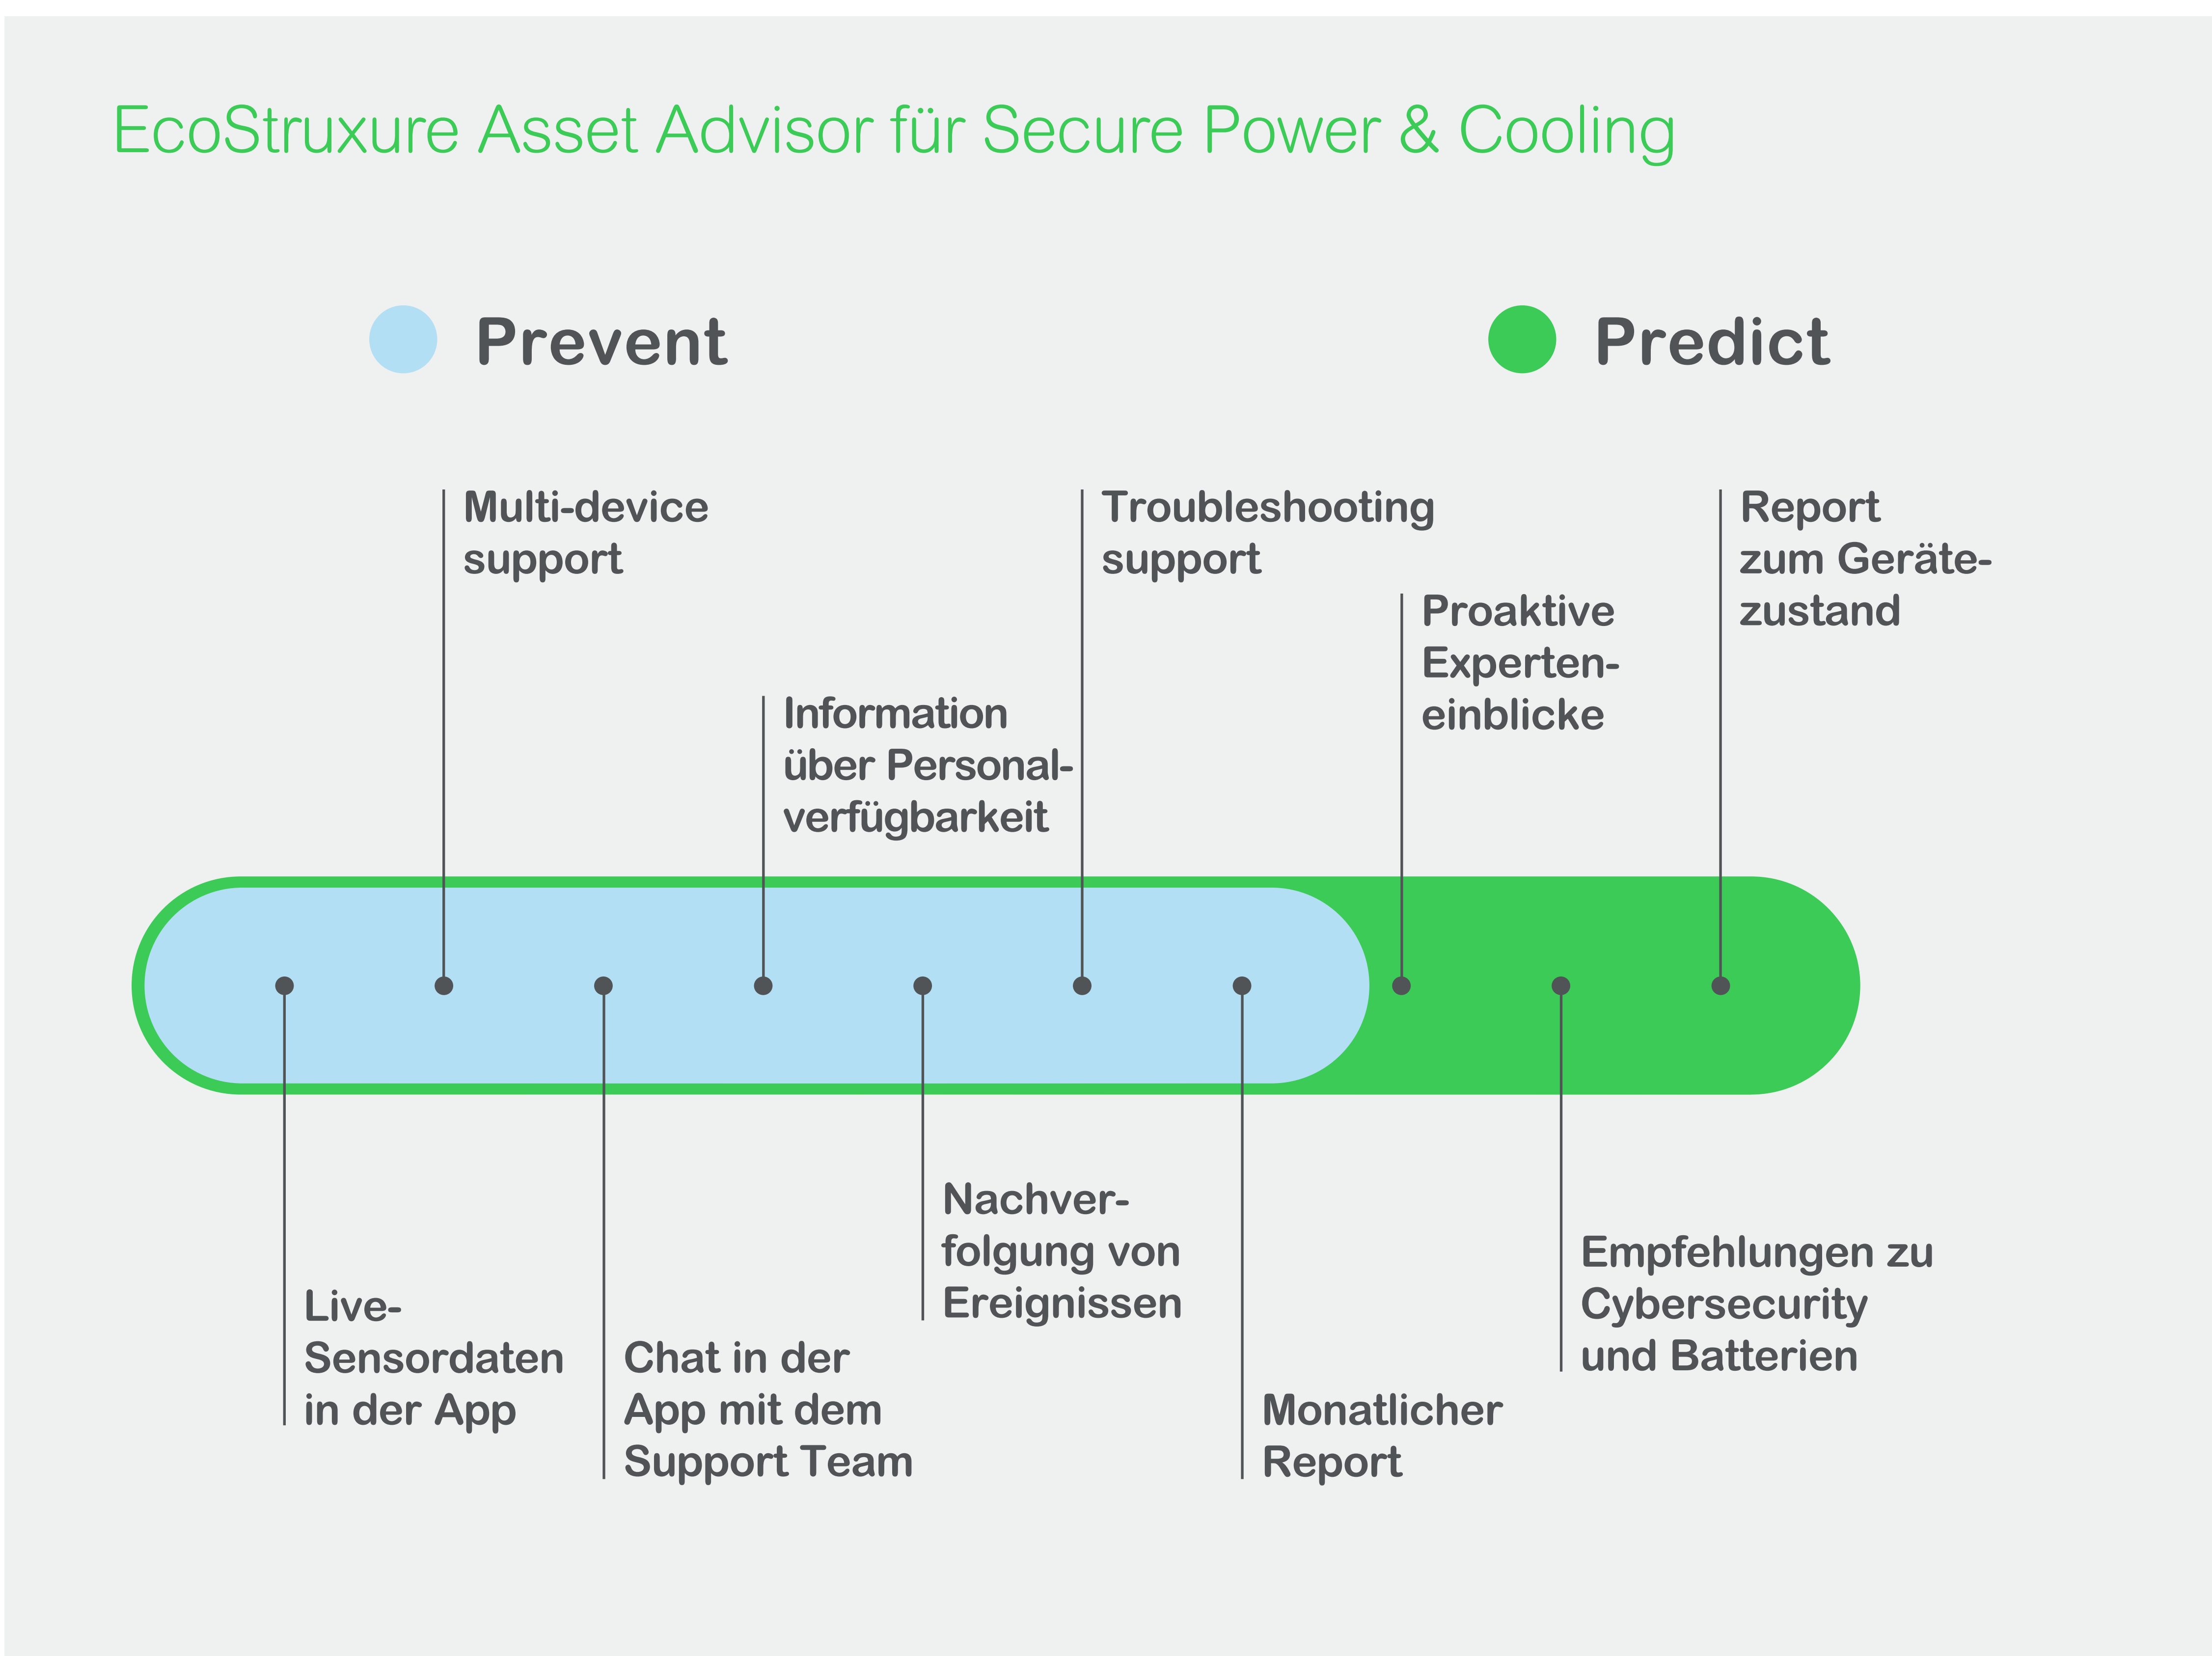 EcoStruxure Asset Advisor für Secure Power & Cooling
Prevent
Predict
Multi-device
support
Troubleshooting
support
Report
zum Geräte-
zustand
Proaktive
Experten-
einblicke
Information
über Personal-
verfügbarkeit
Nachver-
folgung von
Ereignissen
Empfehlungen zu
Cybersecurity
und Batterien
Live-
Sensordaten
in der App
Chat in der
App mit dem
Support Team
Monatlicher
Report